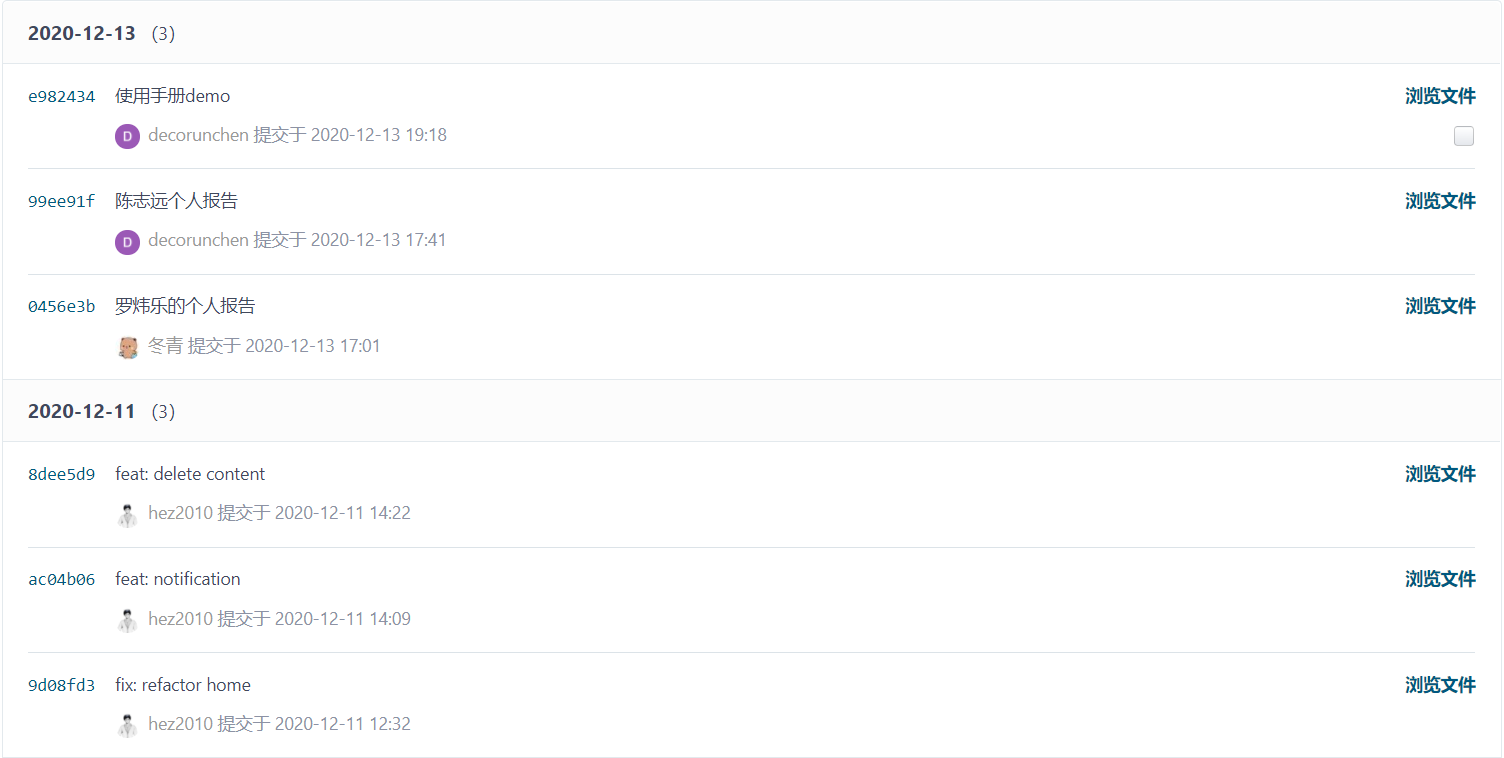 2020-12-13 (3)
e982434 使用手册demo 浏览文件
D decorunchen 提交于 2020-12-13 19:18
99ee91f 陈志远个人报告 浏览文件
D decorunchen 提交于 2020-12-13 17:41
0456e3b 罗炜乐的个人报告 浏览文件
冬青 提交于 2020-12-13 17:01
2020-12-11 (3)
8dee5d9 feat: delete content 浏览文件
hez2010 提交于 2020-12-11 14:22
ac04b06 feat: notification 浏览文件
hez2010 提交于 2020-12-11 14:09
9d08fd3 fix: refactor home 浏览文件
hez2010 提交于 2020-12-11 12:32